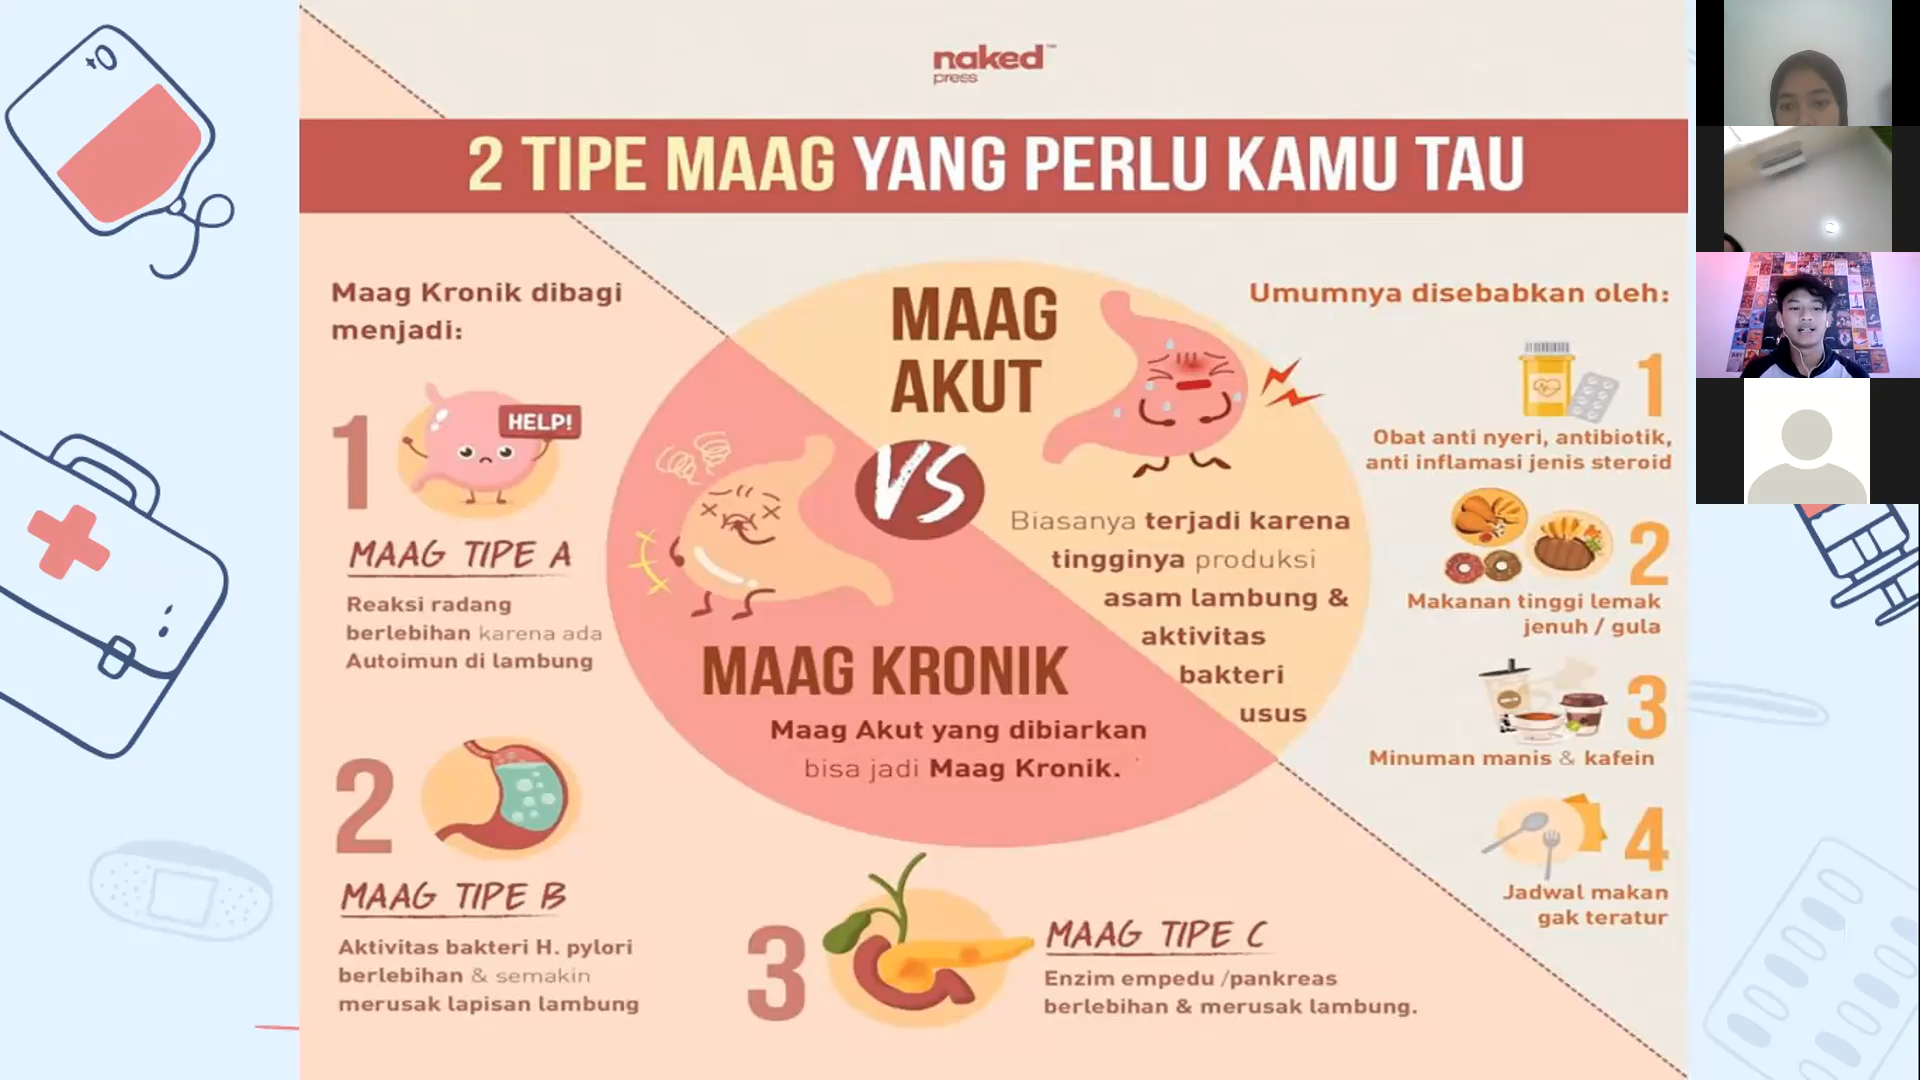 naked
press
2 TIPE MAAG YANG PERLU KAMU TAU
Maag Kronik dibagi
menjadi:
1
HELP!
MAAG TIPE A
Reaksi radang
berlebihan karena ada
Autoimun di lambung
2
MAAG TIPE B
Aktivitas bakteri H. pylori
berlebihan & semakin
merusak lapisan lambung
3
MAAG TIPE C
Enzim empedu /pankreas
berlebihan & merusak lambung.
MAAG
AKUT
VS
Biasanya terjadi karena
tingginya produksi
asam lambung &
aktivitas
bakteri
usus
MAAG KRONIK
Maag Akut yang dibiarkan
bisa jadi Maag Kronik.
Umumnya disebabkan oleh:
1
Obat anti nyeri, antibiotik,
anti inflamasi jenis steroid
2
Makanan tinggi lemak
jenuh / gula
3
Minuman manis & kafein
4
Jadwal makan
gak teratur